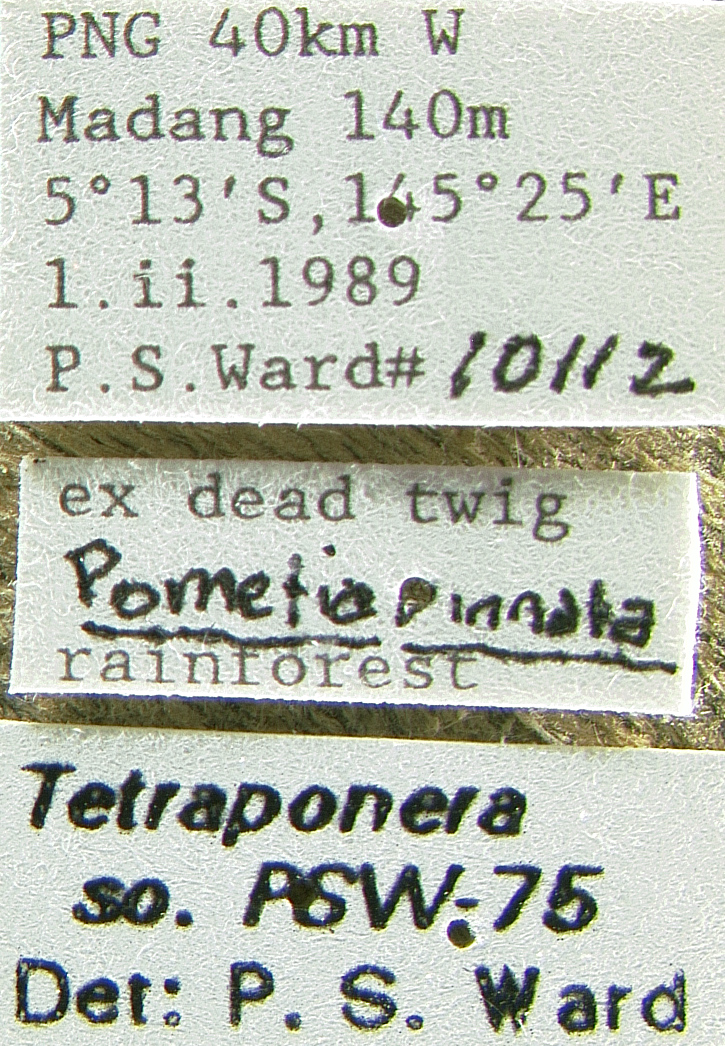 PNG 40km W
Madang 140m
5°13'S,145°25'E
1.ii.1989
P.S.Ward# 10112
ex dead twig
Pometia pinnata
rainforest
Tetraponera
sp. PSW-75
Det: P. S. Ward